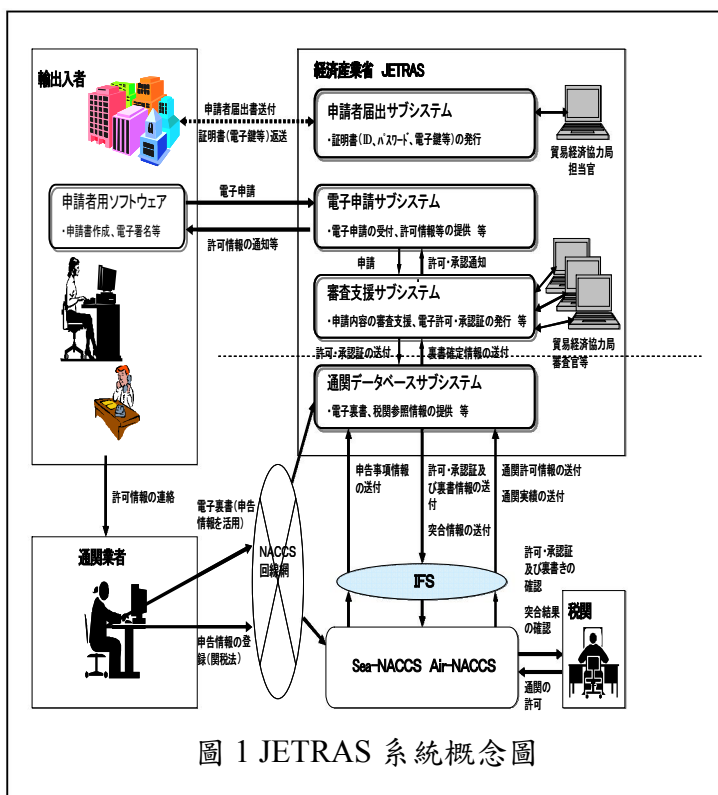 輸出入者
経済産業省 JETRAS
申請者届出書送付
証明書(電子鍵等)返送
申請者届出サブシステム
・証明書(ID、パスワード、電子鍵等)の発行
貿易経済協力局
担当官
申請者用ソフトウェア
・申請書作成、電子署名等
電子申請
許可情報の通知等
電子申請サブシステム
・電子申請の受付、許可情報等の提供 等
申請
許可・承認通知
審査支援サブシステム
・申請内容の審査支援、電子許可・承認証の発行 等
貿易経済協力局
審査官等
許可・承認証の送付
裏書確定情報の送付
通関データベースサブシステム
・電子裏書、税関参照情報の提供 等
許可情報の連絡
電子裏書(申告
情報を活用)
申告事項情報
の送付
許可・承認証及
び裏書情報の送
付
突合情報の送付
通関許可情報の送付
通関実績の送付
通関業者
NACCS
回線網
IFS
許可・承認証
及び裏書きの
確認
突合結果
の確認
税関
申告情報の登
録(関税法)
Sea-NACCS Air-NACCS
通関の
許可
圖 1 JETRAS 系統概念圖